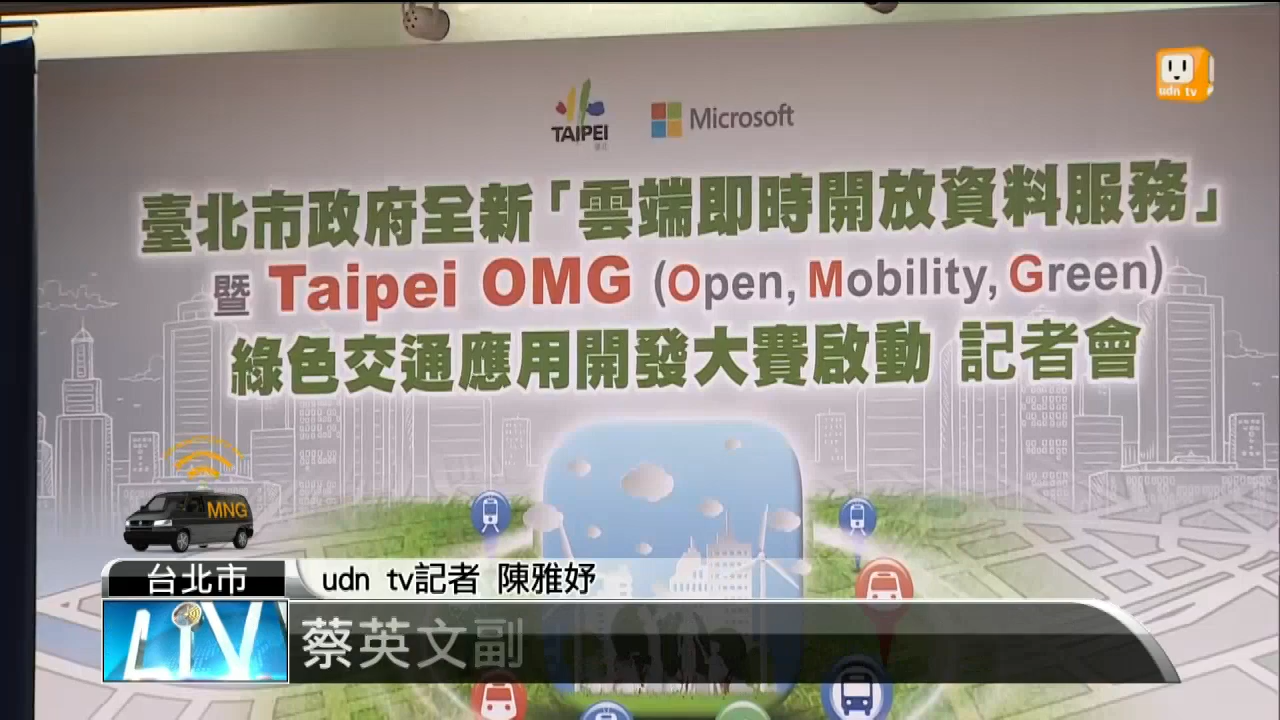 udn tv
TAIPEI
Microsoft
臺北市政府全新「雲端即時開放資料服務」
暨 Taipei OMG (Open, Mobility, Green)
綠色交通應用開發大賽啟動 記者會
MNG
台北市
udn tv記者 陳雅妤
LIV
蔡英文副